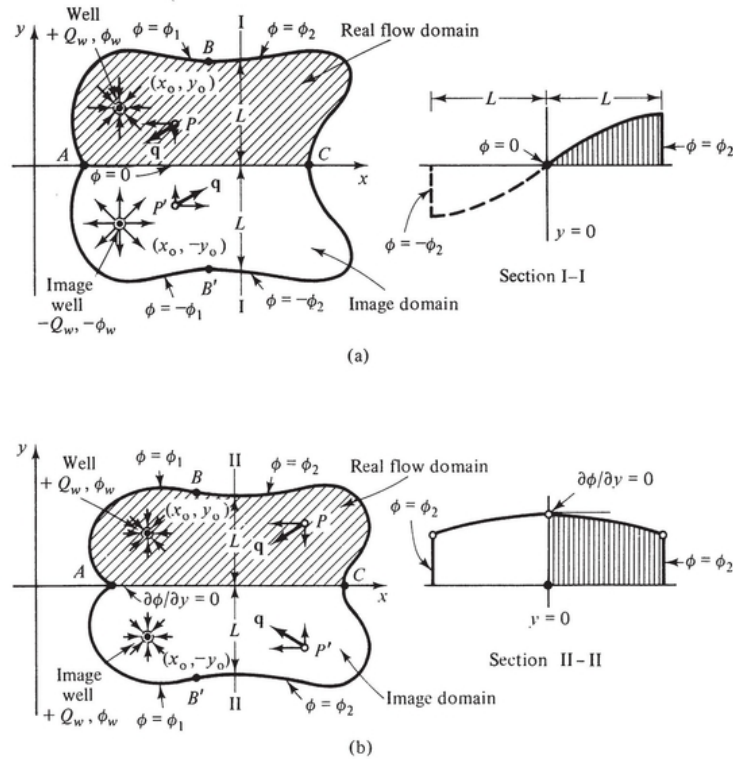 y
Well
+ Q_w, ϕ_w
ϕ = ϕ_1
B
I
ϕ = ϕ_2
Real flow domain
(x_o, y_o)
P
q
L
A
ϕ = 0
C
x
P'
q
L
(x_o, −y_o)
Image
well
−Q_w, −ϕ_w
B'
ϕ = −ϕ_1
I
ϕ = −ϕ_2
Image domain
L
L
ϕ = 0
ϕ = ϕ_2
ϕ = −ϕ_2
y = 0
Section I–I
(a)
y
Well
+ Q_w, ϕ_w
ϕ = ϕ_1
B
II
ϕ = ϕ_2
Real flow domain
(x_o, y_o)
P
q
L
A
∂ϕ/∂y = 0
C
x
q
P'
L
(x_o, −y_o)
Image
well
+ Q_w, ϕ_w
ϕ = ϕ_1
B'
II
ϕ = ϕ_2
Image domain
∂ϕ/∂y = 0
ϕ = ϕ_2
ϕ = ϕ_2
y = 0
Section II–II
(b)